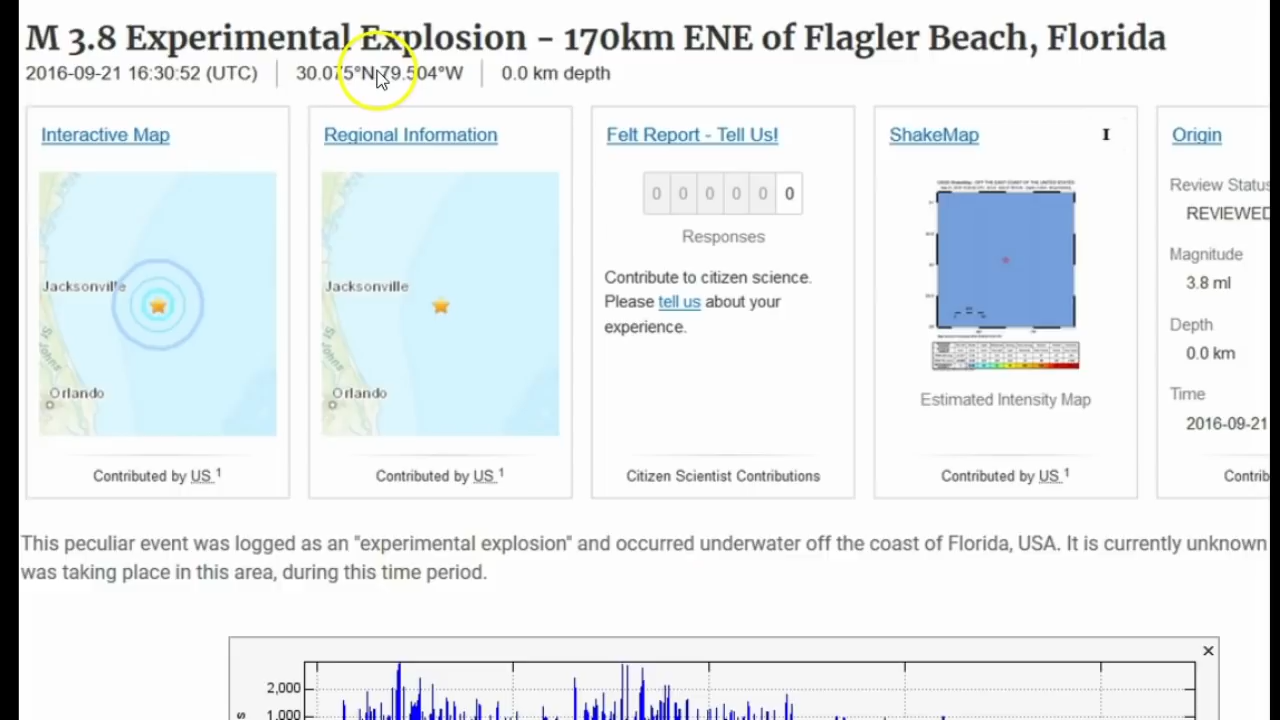 M 3.8 Experimental Explosion - 170km ENE of Flagler Beach, Florida
2016-09-21 16:30:52 (UTC)
30.075°N 79.504°W
0.0 km depth
Interactive Map
Jacksonville
St Johns
Orlando
Contributed by US 1
Regional Information
Jacksonville
St Johns
Orlando
Contributed by US 1
Felt Report - Tell Us!
0 0 0 0 0 0
Responses
Contribute to citizen science.
Please tell us about your
experience.
Citizen Scientist Contributions
ShakeMap
Estimated Intensity Map
Contributed by US 1
Origin
Review Status
REVIEWED
Magnitude
3.8 ml
Depth
0.0 km
Time
2016-09-21
Contrib
This peculiar event was logged as an "experimental explosion" and occurred underwater off the coast of Florida, USA. It is currently unknown
was taking place in this area, during this time period.
2,000
1,000